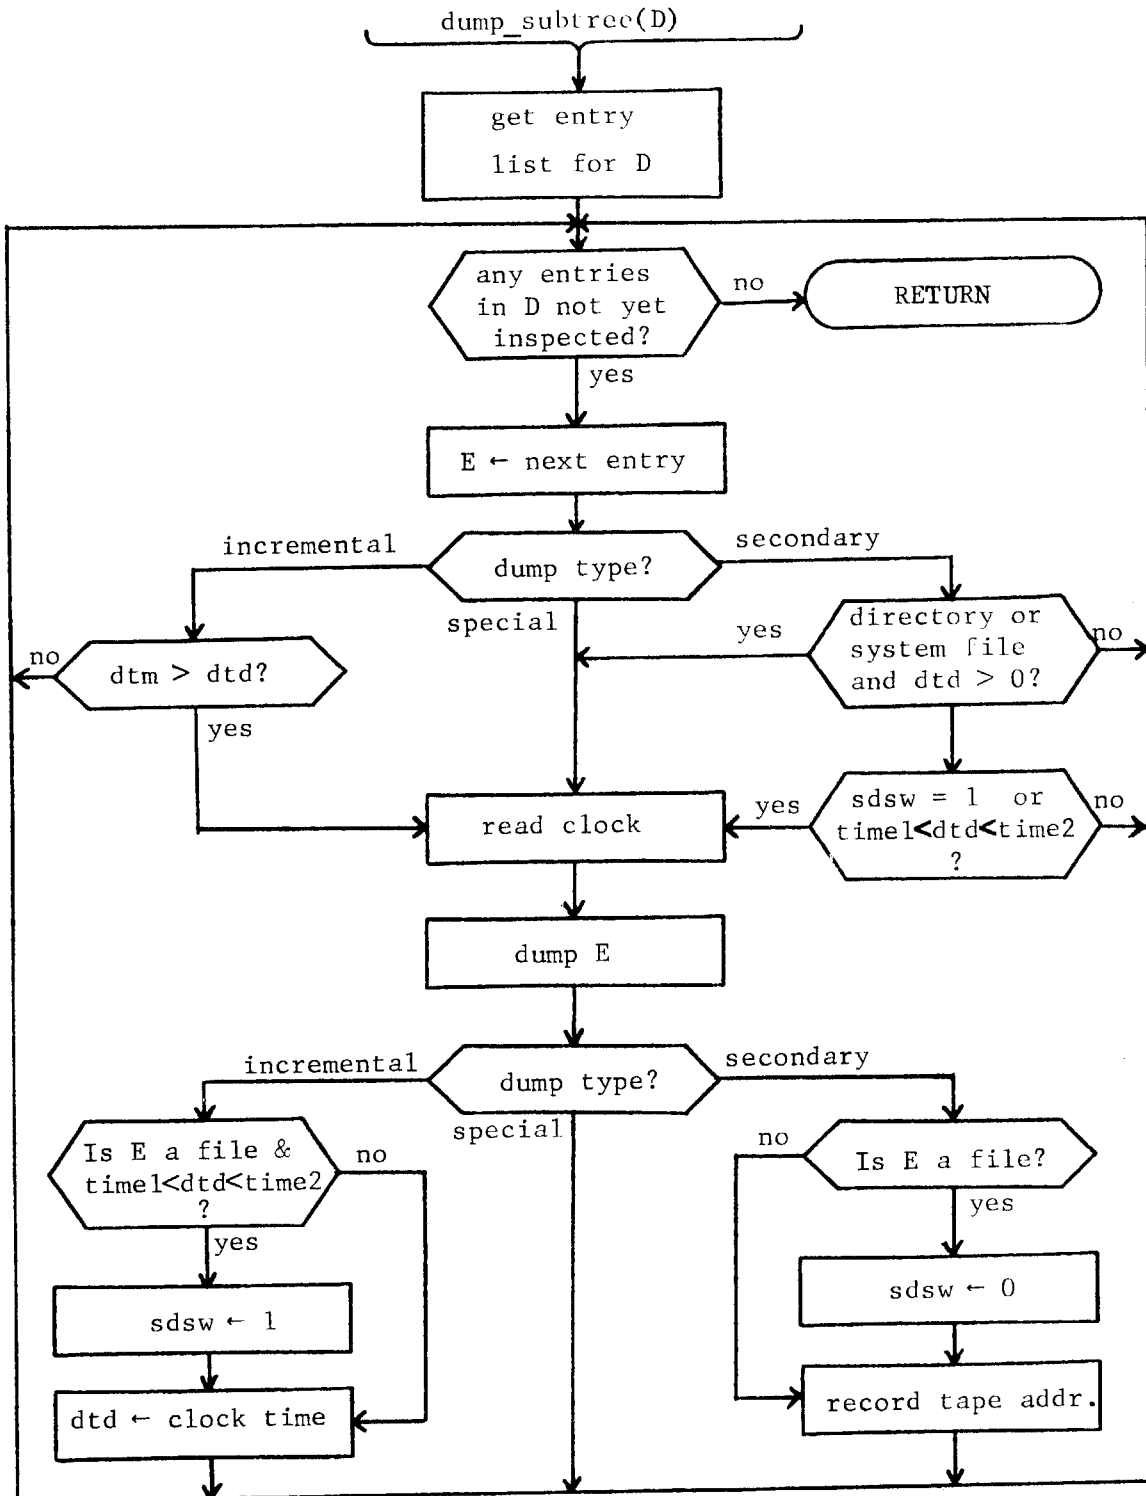 dump_subtree(D)
get entry
list for D
any entries
in D not yet
inspected?
no
RETURN
yes
E ← next entry
incremental
dump type?
secondary
special
no
dtm > dtd?
yes
yes
directory or
system file
and dtd > 0?
no
read clock
yes
sdsw = 1 or
time1<dtd<time2
?
no
dump E
incremental
dump type?
secondary
special
Is E a file &
time1<dtd<time2
?
no
yes
sdsw ← 1
dtd ← clock time
no
Is E a file?
yes
sdsw ← 0
record tape addr.